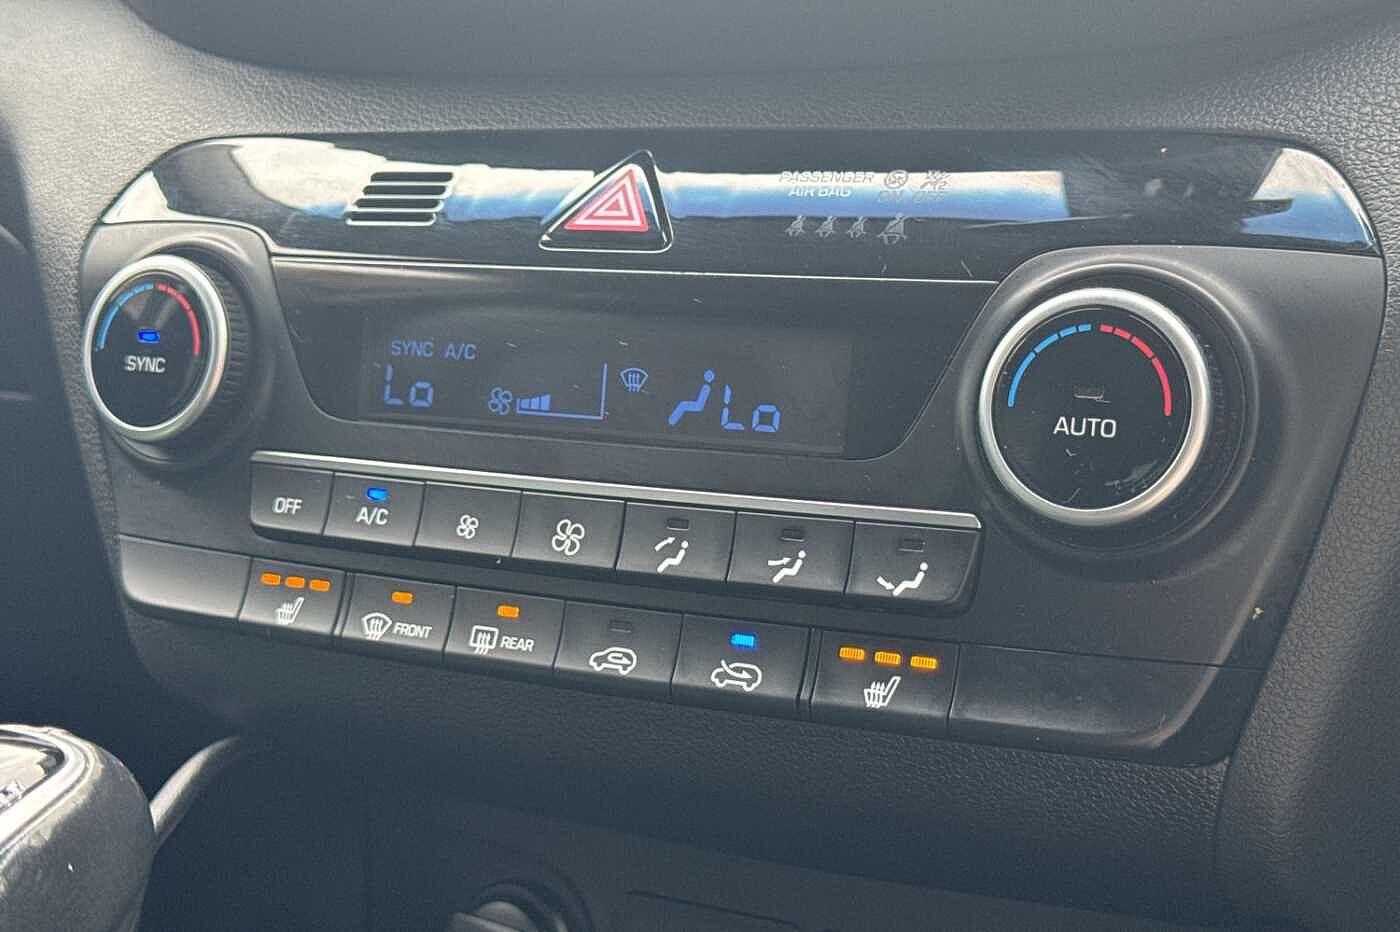 PASSENGER
AIR BAG
ON OFF
SYNC
SYNC A/C
Lo
Lo
AUTO
OFF
A/C
FRONT
REAR